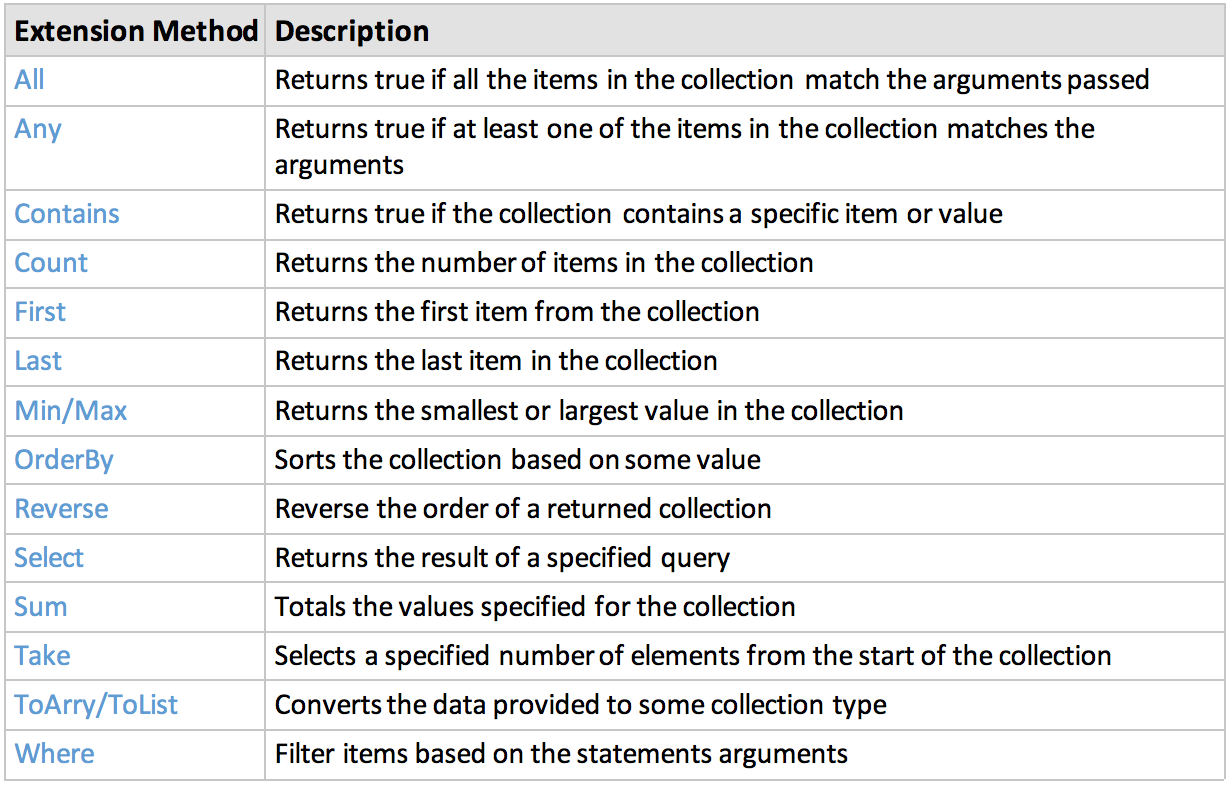 Extension Method Description
All Returns true if all the items in the collection match the arguments passed
Any Returns true if at least one of the items in the collection matches the
arguments
Contains Returns true if the collection contains a specific item or value
Count Returns the number of items in the collection
First Returns the first item from the collection
Last Returns the last item in the collection
Min/Max Returns the smallest or largest value in the collection
OrderBy Sorts the collection based on some value
Reverse Reverse the order of a returned collection
Select Returns the result of a specified query
Sum Totals the values specified for the collection
Take Selects a specified number of elements from the start of the collection
ToArry/ToList Converts the data provided to some collection type
Where Filter items based on the statements arguments